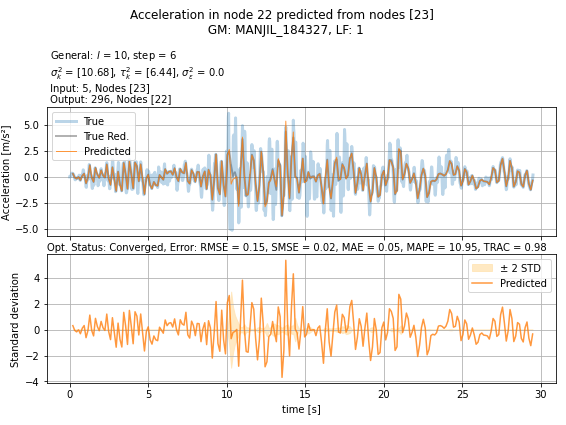 Acceleration in node 22 predicted from nodes [23]
GM: MANJIL_184327, LF: 1
General: l = 10, step = 6
σ²ₖ = [10.68], τ²ₖ = [6.44], σ²ε = 0.0
Input: 5, Nodes [23]
Output: 296, Nodes [22]
Acceleration [m/s²]
5.0
2.5
0.0
−2.5
−5.0
True
True Red.
Predicted
Opt. Status: Converged, Error: RMSE = 0.15, SMSE = 0.02, MAE = 0.05, MAPE = 10.95, TRAC = 0.98
Standard deviation
4
2
0
−2
−4
± 2 STD
Predicted
0 5 10 15 20 25 30
time [s]